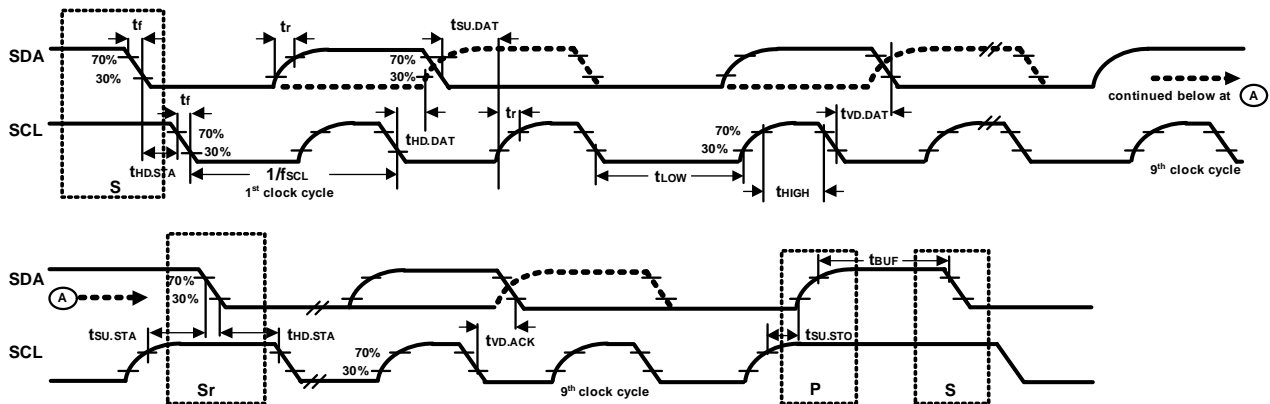 tf
tr
tSU.DAT
SDA
70%
30%
70%
30%
continued below at A
tf
tr
tHD.DAT
tVD.DAT
SCL
70%
30%
70%
30%
tHD.STA
1/fSCL
1st clock cycle
tLOW
tHIGH
9th clock cycle
S
SDA
70%
30%
A
tBUF
tSU.STA
tHD.STA
tVD.ACK
tSU.STO
SCL
70%
30%
9th clock cycle
Sr
P
S